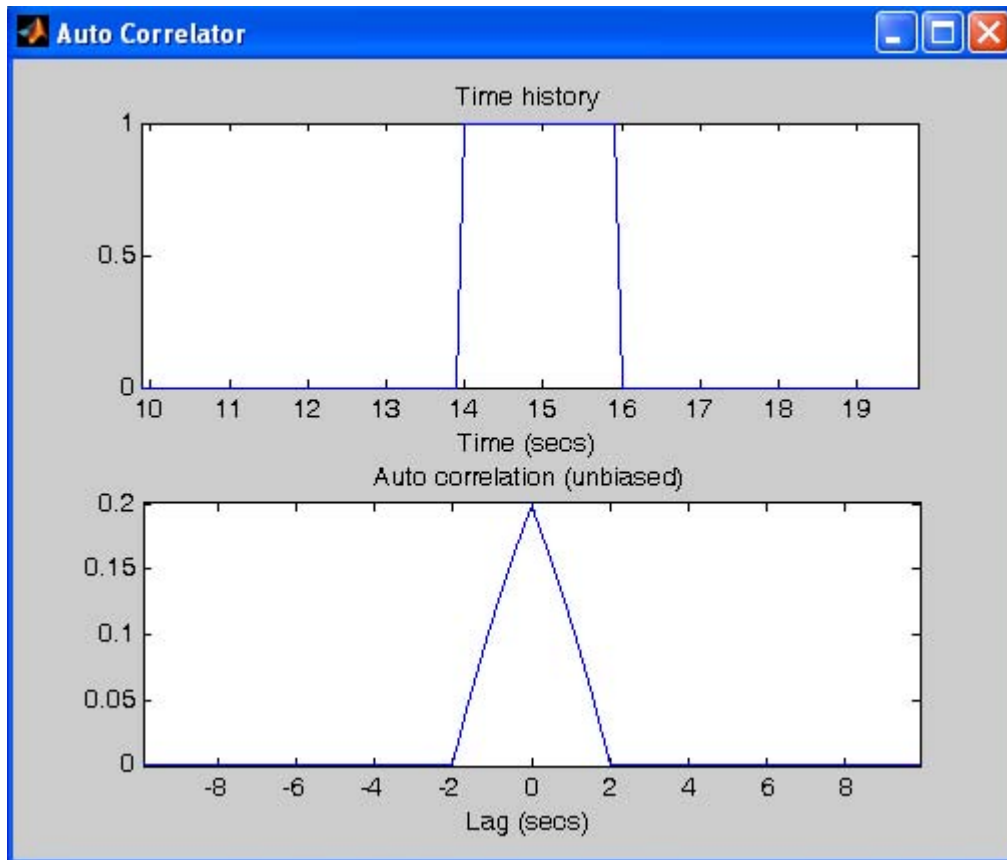 Auto Correlator
Time history
1
0.5
0
10 11 12 13 14 15 16 17 18 19
Time (secs)
Auto correlation (unbiased)
0.2
0.15
0.1
0.05
0
-8 -6 -4 -2 0 2 4 6 8
Lag (secs)